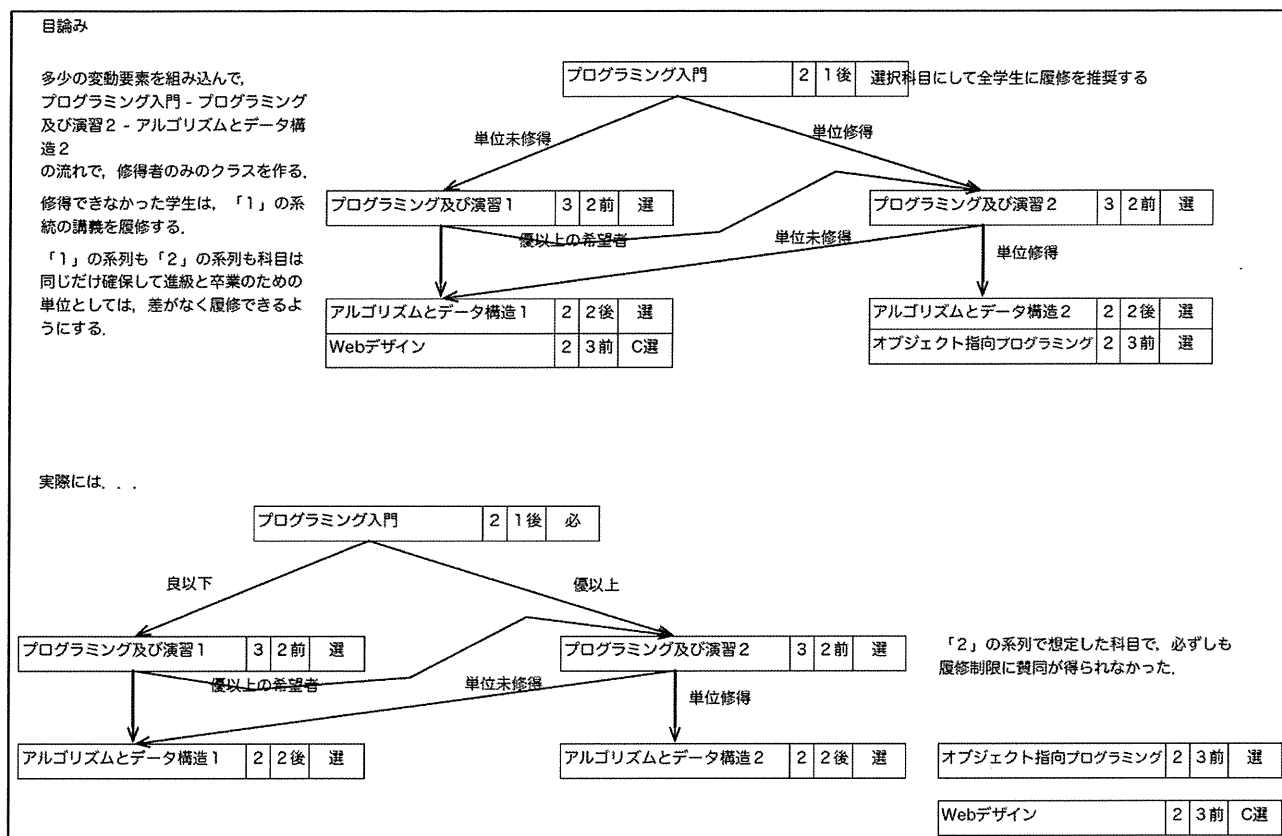 目論み
多少の変動要素を組み込んで，
プログラミング入門 - プログラミング
及び演習２ - アルゴリズムとデータ構
造２
の流れで，修得者のみのクラスを作る．
修得できなかった学生は，「１」の系
統の講義を履修する．
「１」の系列も「２」の系列も科目は
同じだけ確保して進級と卒業のための
単位としては，差がなく履修できるよ
うにする．
プログラミング入門 2 1後 選択科目にして全学生に履修を推奨する
単位未修得 単位修得
プログラミング及び演習１ 3 2前 選
プログラミング及び演習２ 3 2前 選
優以上の希望者 単位未修得 単位修得
アルゴリズムとデータ構造１ 2 2後 選
Webデザイン 2 3前 C選
アルゴリズムとデータ構造２ 2 2後 選
オブジェクト指向プログラミング 2 3前 選
実際には．．．
プログラミング入門 2 1後 必
良以下 優以上
プログラミング及び演習１ 3 2前 選
プログラミング及び演習２ 3 2前 選
「２」の系列で想定した科目で，必ずしも
履修制限に賛同が得られなかった．
優以上の希望者 単位未修得 単位修得
アルゴリズムとデータ構造１ 2 2後 選
アルゴリズムとデータ構造２ 2 2後 選
オブジェクト指向プログラミング 2 3前 選
Webデザイン 2 3前 C選